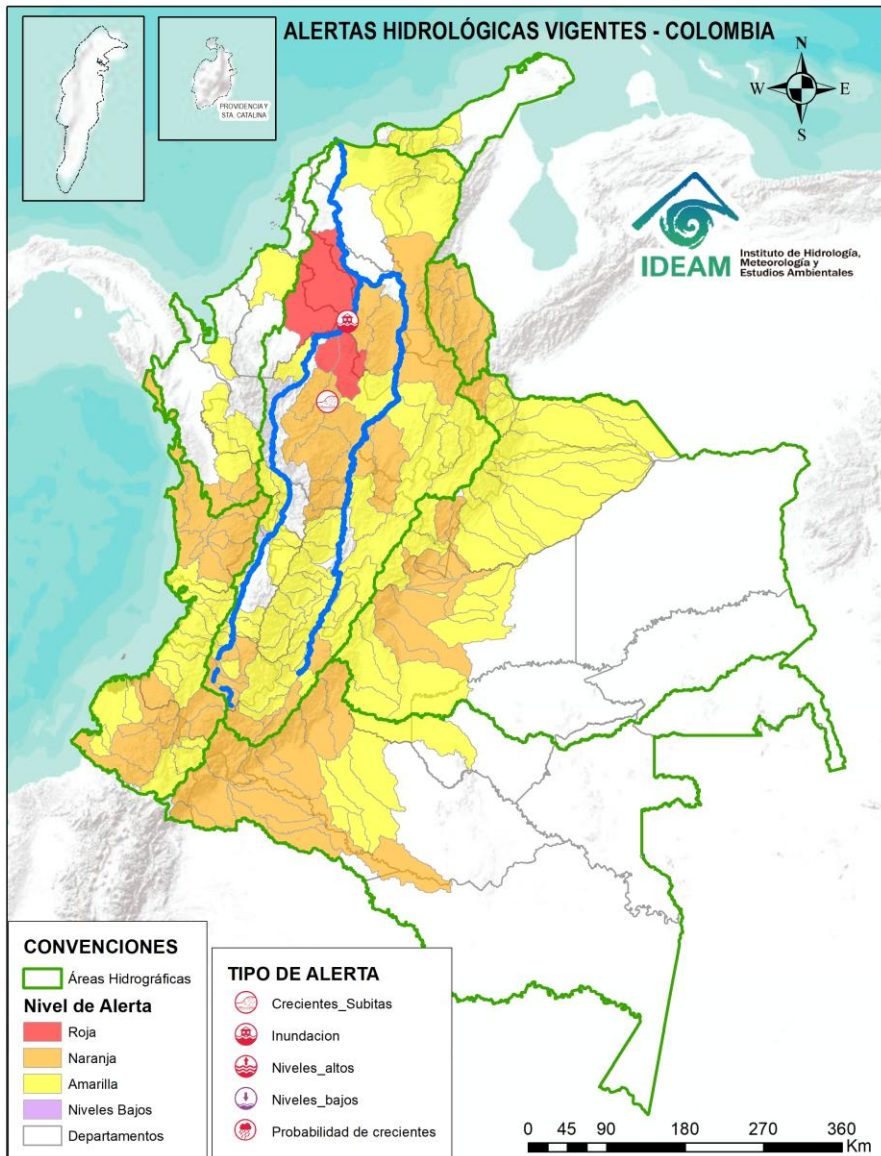 ALERTAS HIDROLÓGICAS VIGENTES - COLOMBIA
PROVIDENCIA Y
STA. CATALINA
N
W
E
S
IDEAM
Instituto de Hidrología,
Meteorología y
Estudios Ambientales
CONVENCIONES
Áreas Hidrográficas
Nivel de Alerta
Roja
Naranja
Amarilla
Niveles Bajos
Departamentos
TIPO DE ALERTA
Crecientes_Subitas
Inundacion
Niveles_altos
Niveles_bajos
Probabilidad de crecientes
0 45 90 180 270 360
Km